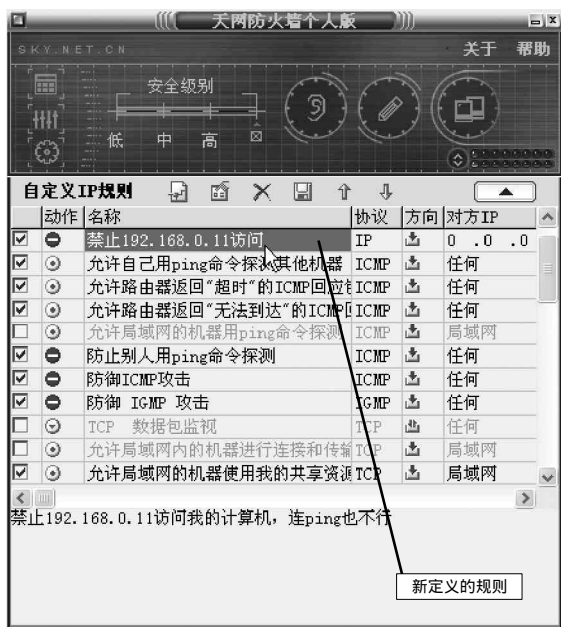 天网防火墙个人版
SKY.NET.CN
关于 帮助
安全级别
低 中 高
自定义IP规则
动作 名称 协议 方向 对方IP
禁止192.168.0.11访问 IP 0 .0 .0
允许自己用ping命令探测其他机器 ICMP 任何
允许路由器返回“超时”的ICMP回应包 ICMP 任何
允许路由器返回“无法到达”的ICMP ICMP 任何
允许局域网的机器用ping命令探测 ICMP 局域网
防止别人用ping命令探测 ICMP 任何
防御ICMP攻击 ICMP 任何
防御 IGMP 攻击 IGMP 任何
TCP 数据包监视 TCP 任何
允许局域网内的机器进行连接和传输 TCP 局域网
允许局域网的机器使用我的共享资源 TCP 局域网
禁止192.168.0.11访问我的计算机，连ping也不行
新定义的规则